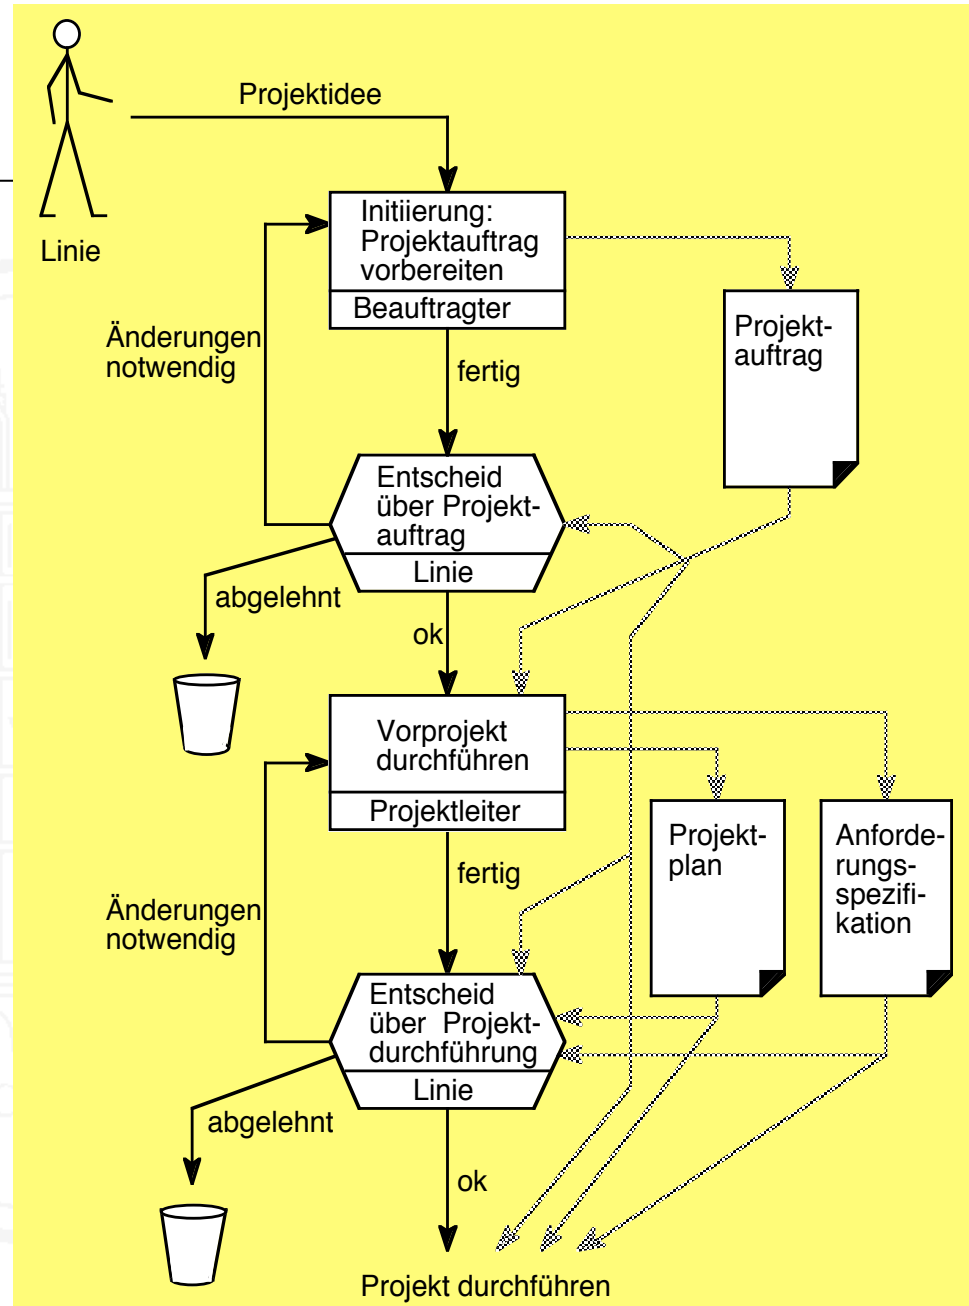 Projektidee
Linie
Initiierung:
Projektauftrag
vorbereiten
Beauftragter
Projekt-
auftrag
Änderungen
notwendig
fertig
Entscheid
über Projekt-
auftrag
Linie
abgelehnt
ok
Vorprojekt
durchführen
Projektleiter
Projekt-
plan
Anforde-
rungs-
spezifi-
kation
fertig
Änderungen
notwendig
Entscheid
über Projekt-
durchführung
Linie
abgelehnt
ok
Projekt durchführen